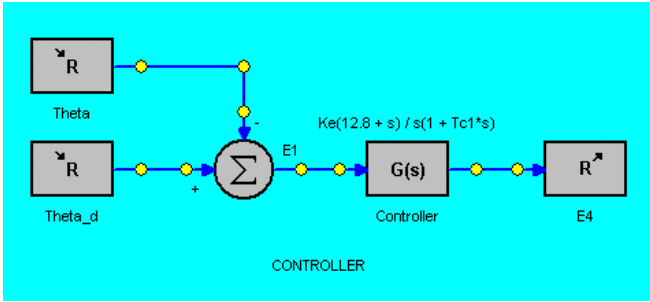 R
Theta
-
Ke(12.8 + s) / s(1 + Tc1*s)
R
Theta_d
+
Σ
E1
G(s)
Controller
R
E4
CONTROLLER